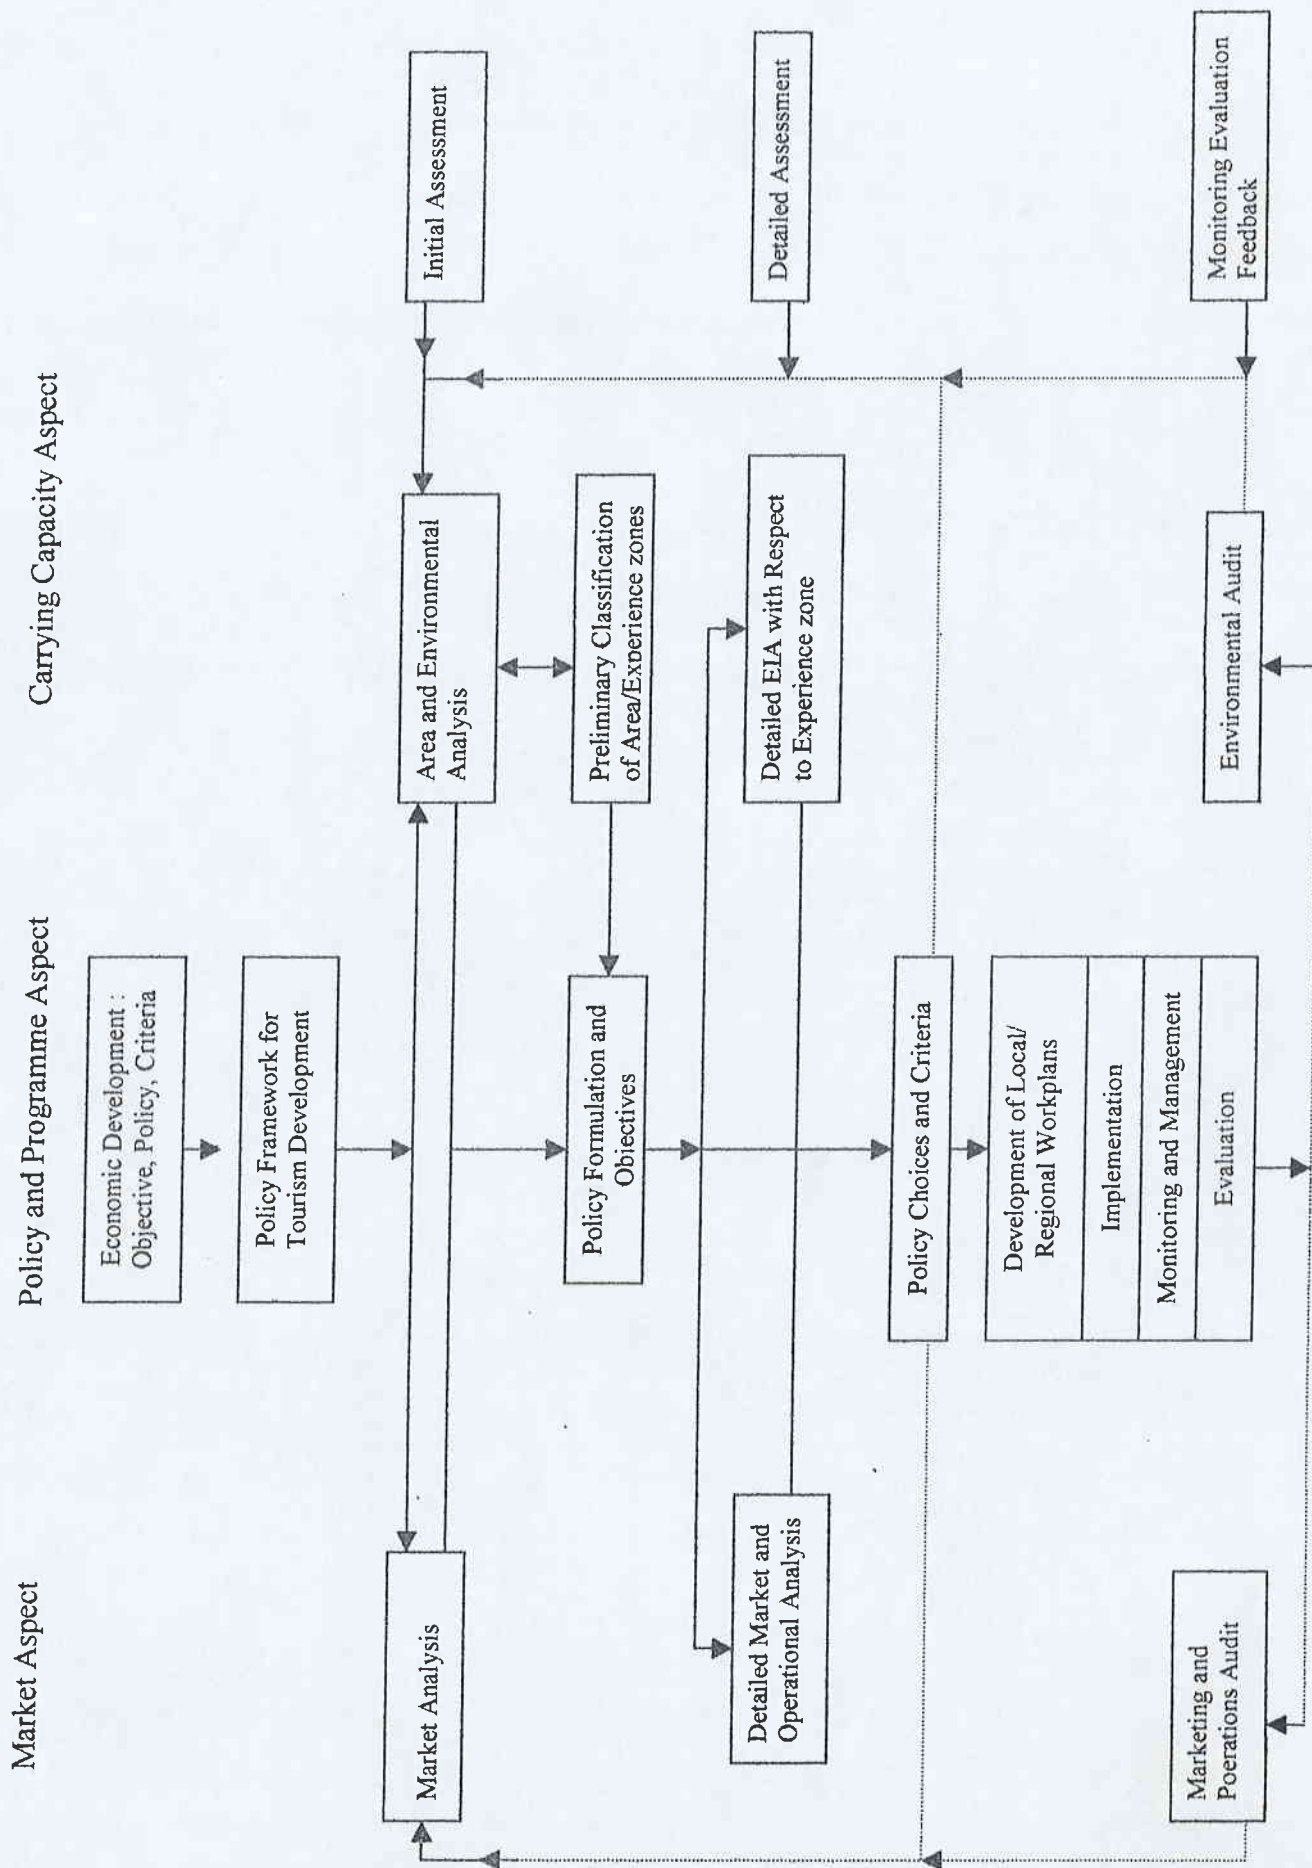 Market Aspect
Policy and Programme Aspect
Carrying Capacity Aspect
Economic Development :
Objective, Policy, Criteria
Policy Framework for
Tourism Development
Market Analysis
Area and Environmental
Analysis
Initial Assessment
Policy Formulation and
Objectives
Preliminary Classification
of Area/Experience zones
Detailed Market and
Operational Analysis
Detailed EIA with Respect
to Experience zone
Detailed Assessment
Policy Choices and Criteria
Development of Local/
Regional Workplans
Implementation
Monitoring and Management
Evaluation
Marketing and
Poerations Audit
Environmental Audit
Monitoring Evaluation
Feedback